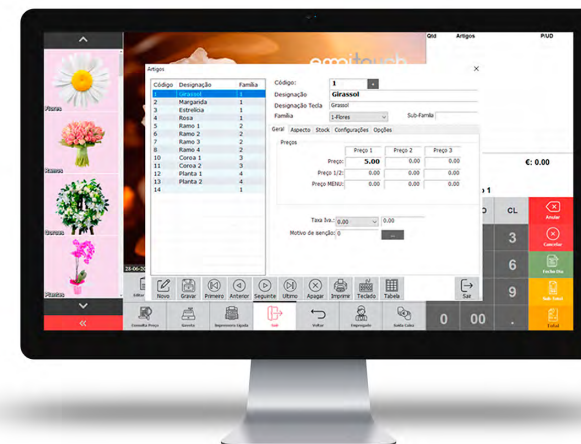 Qtd Artigos P/UD
Flores
Ramos
Coroas
Plantas
Artigos
Código Designação Família
1 Girassol 1
2 Margarida 1
3 Estrelícia 1
4 Rosa 1
5 Ramo 1 2
6 Ramo 2 2
7 Ramo 3 2
8 Ramo 4 2
10 Coroa 1 3
11 Coroa 2 3
12 Planta 1 4
13 Planta 2 4
14 1
Código: 1 +
Designação Girassol
Designação Tecla Girassol
Família 1-Flores Sub-Família
Geral Aspecto Stock Configurações Opções
Preços
Preço 1 Preço 2 Preço 3
Preço: 5.00 0.00 0.00
Preço 1/2: 0.00 0.00 0.00
Preço MENU: 0.00 0.00 0.00
Taxa Iva.: 0.00 0.00
Motivo de isenção: 0 ...
Novo Gravar Primeiro Anterior Seguinte Ultimo Apagar Imprimir Teclado Tabela Sair
€: 0.00
CL
Anular
3
Cancelar
6
Fecho Dia
9
Sub-Total
0 00 .
Total
Consulta Preço Gaveta Impressora Ligada Sair Voltar Empregado Saída Caixa